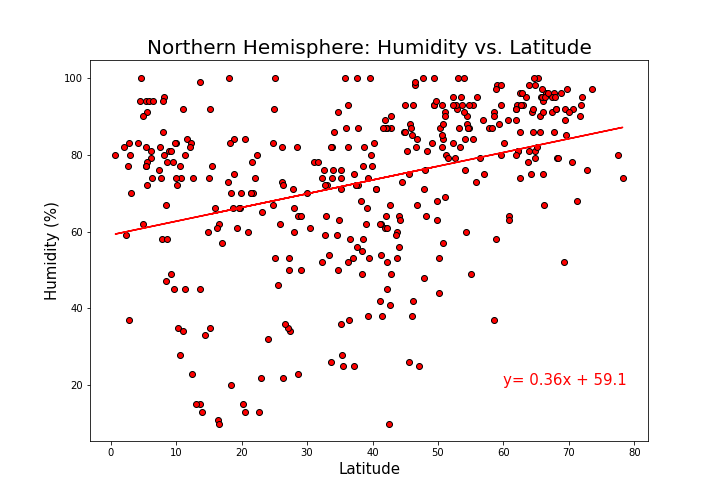 Northern Hemisphere: Humidity vs. Latitude
Humidity (%)
100
80
60
40
20
y= 0.36x + 59.1
0 10 20 30 40 50 60 70 80
Latitude